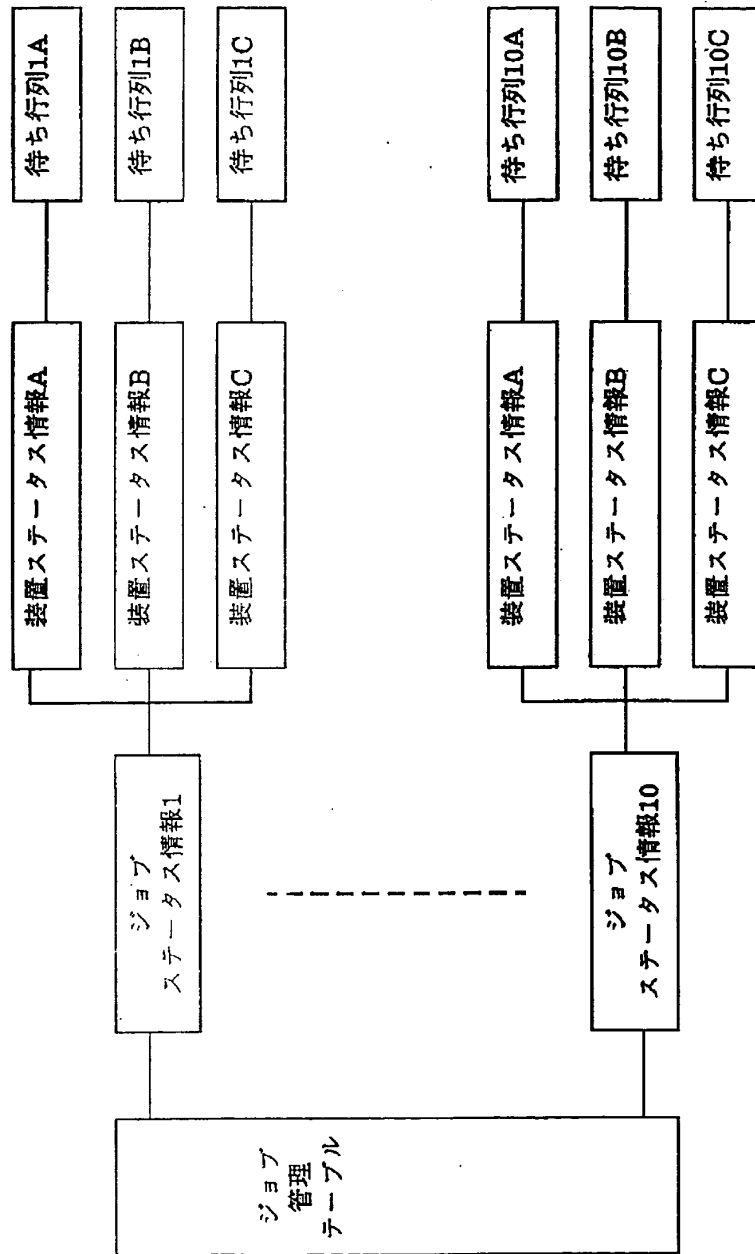 ジョブ
管理
テーブル
ジョブ
ステータス情報1
ジョブ
ステータス情報10
装置ステータス情報A
装置ステータス情報B
装置ステータス情報C
装置ステータス情報A
装置ステータス情報B
装置ステータス情報C
待ち行列1A
待ち行列1B
待ち行列1C
待ち行列10A
待ち行列10B
待ち行列10C